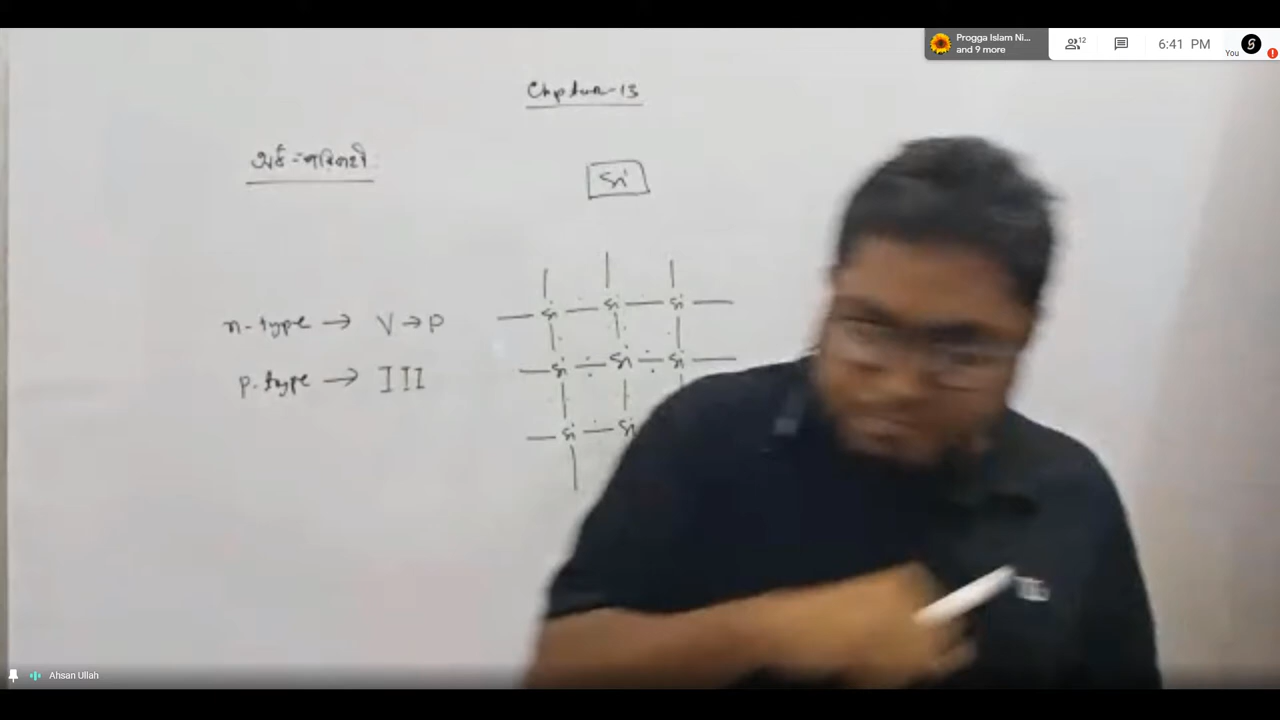 Progga Islam Ni...
and 9 more
12
6:41 PM
You
Chapter-13
অর্ধ-পরিবাহী
Si
n-type → V → P
p-type → III
Si Si Si
Si Si Si
Si Si
Ahsan Ullah